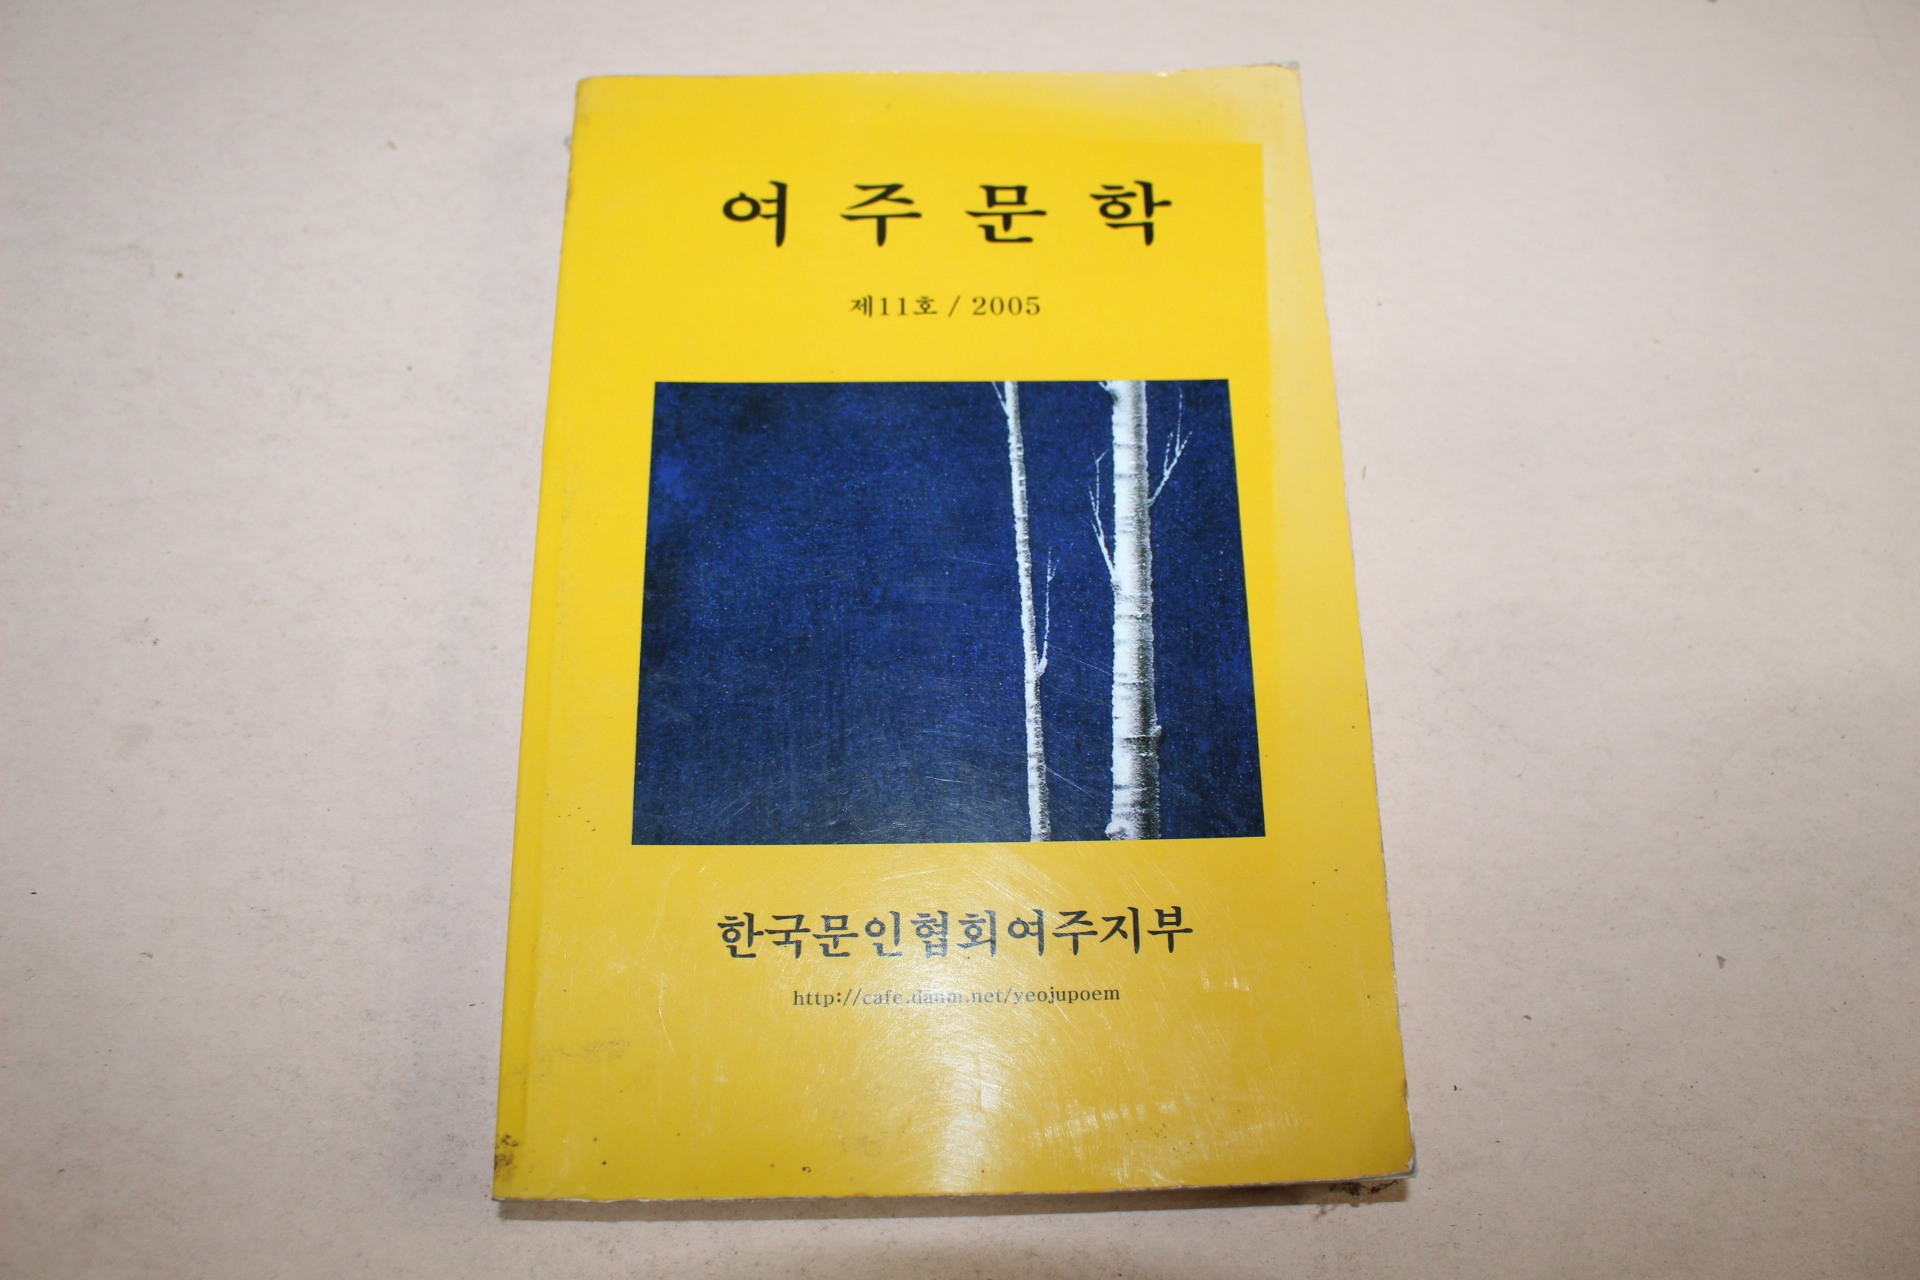 여주문학
제11호 / 2005
한국문인협회여주지부
http://cafe.daum.net/yeojupoem